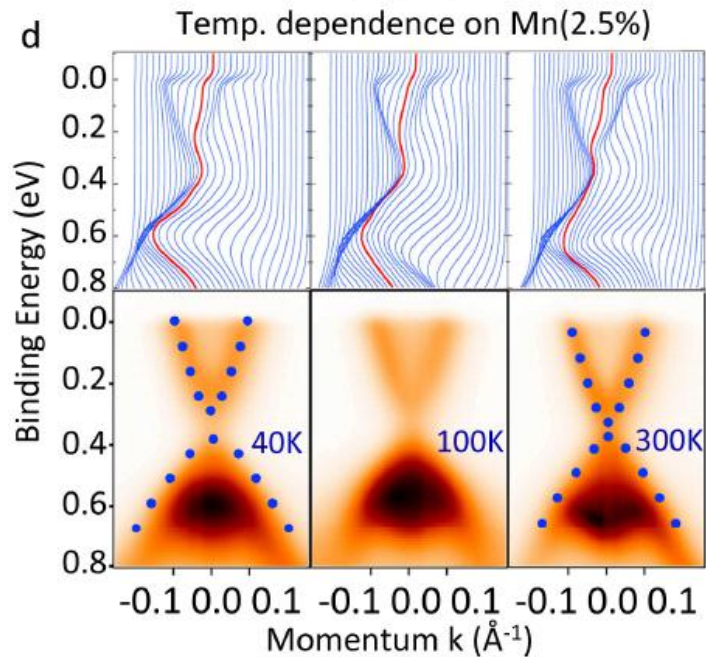 d
Temp. dependence on Mn(2.5%)
0.0
0.2
0.4
0.6
0.8
Binding Energy (eV)
0.0
0.2
0.4
0.6
0.8
40K
100K
300K
-0.1 0.0 0.1
-0.1 0.0 0.1
-0.1 0.0 0.1
Momentum k (Å⁻¹)